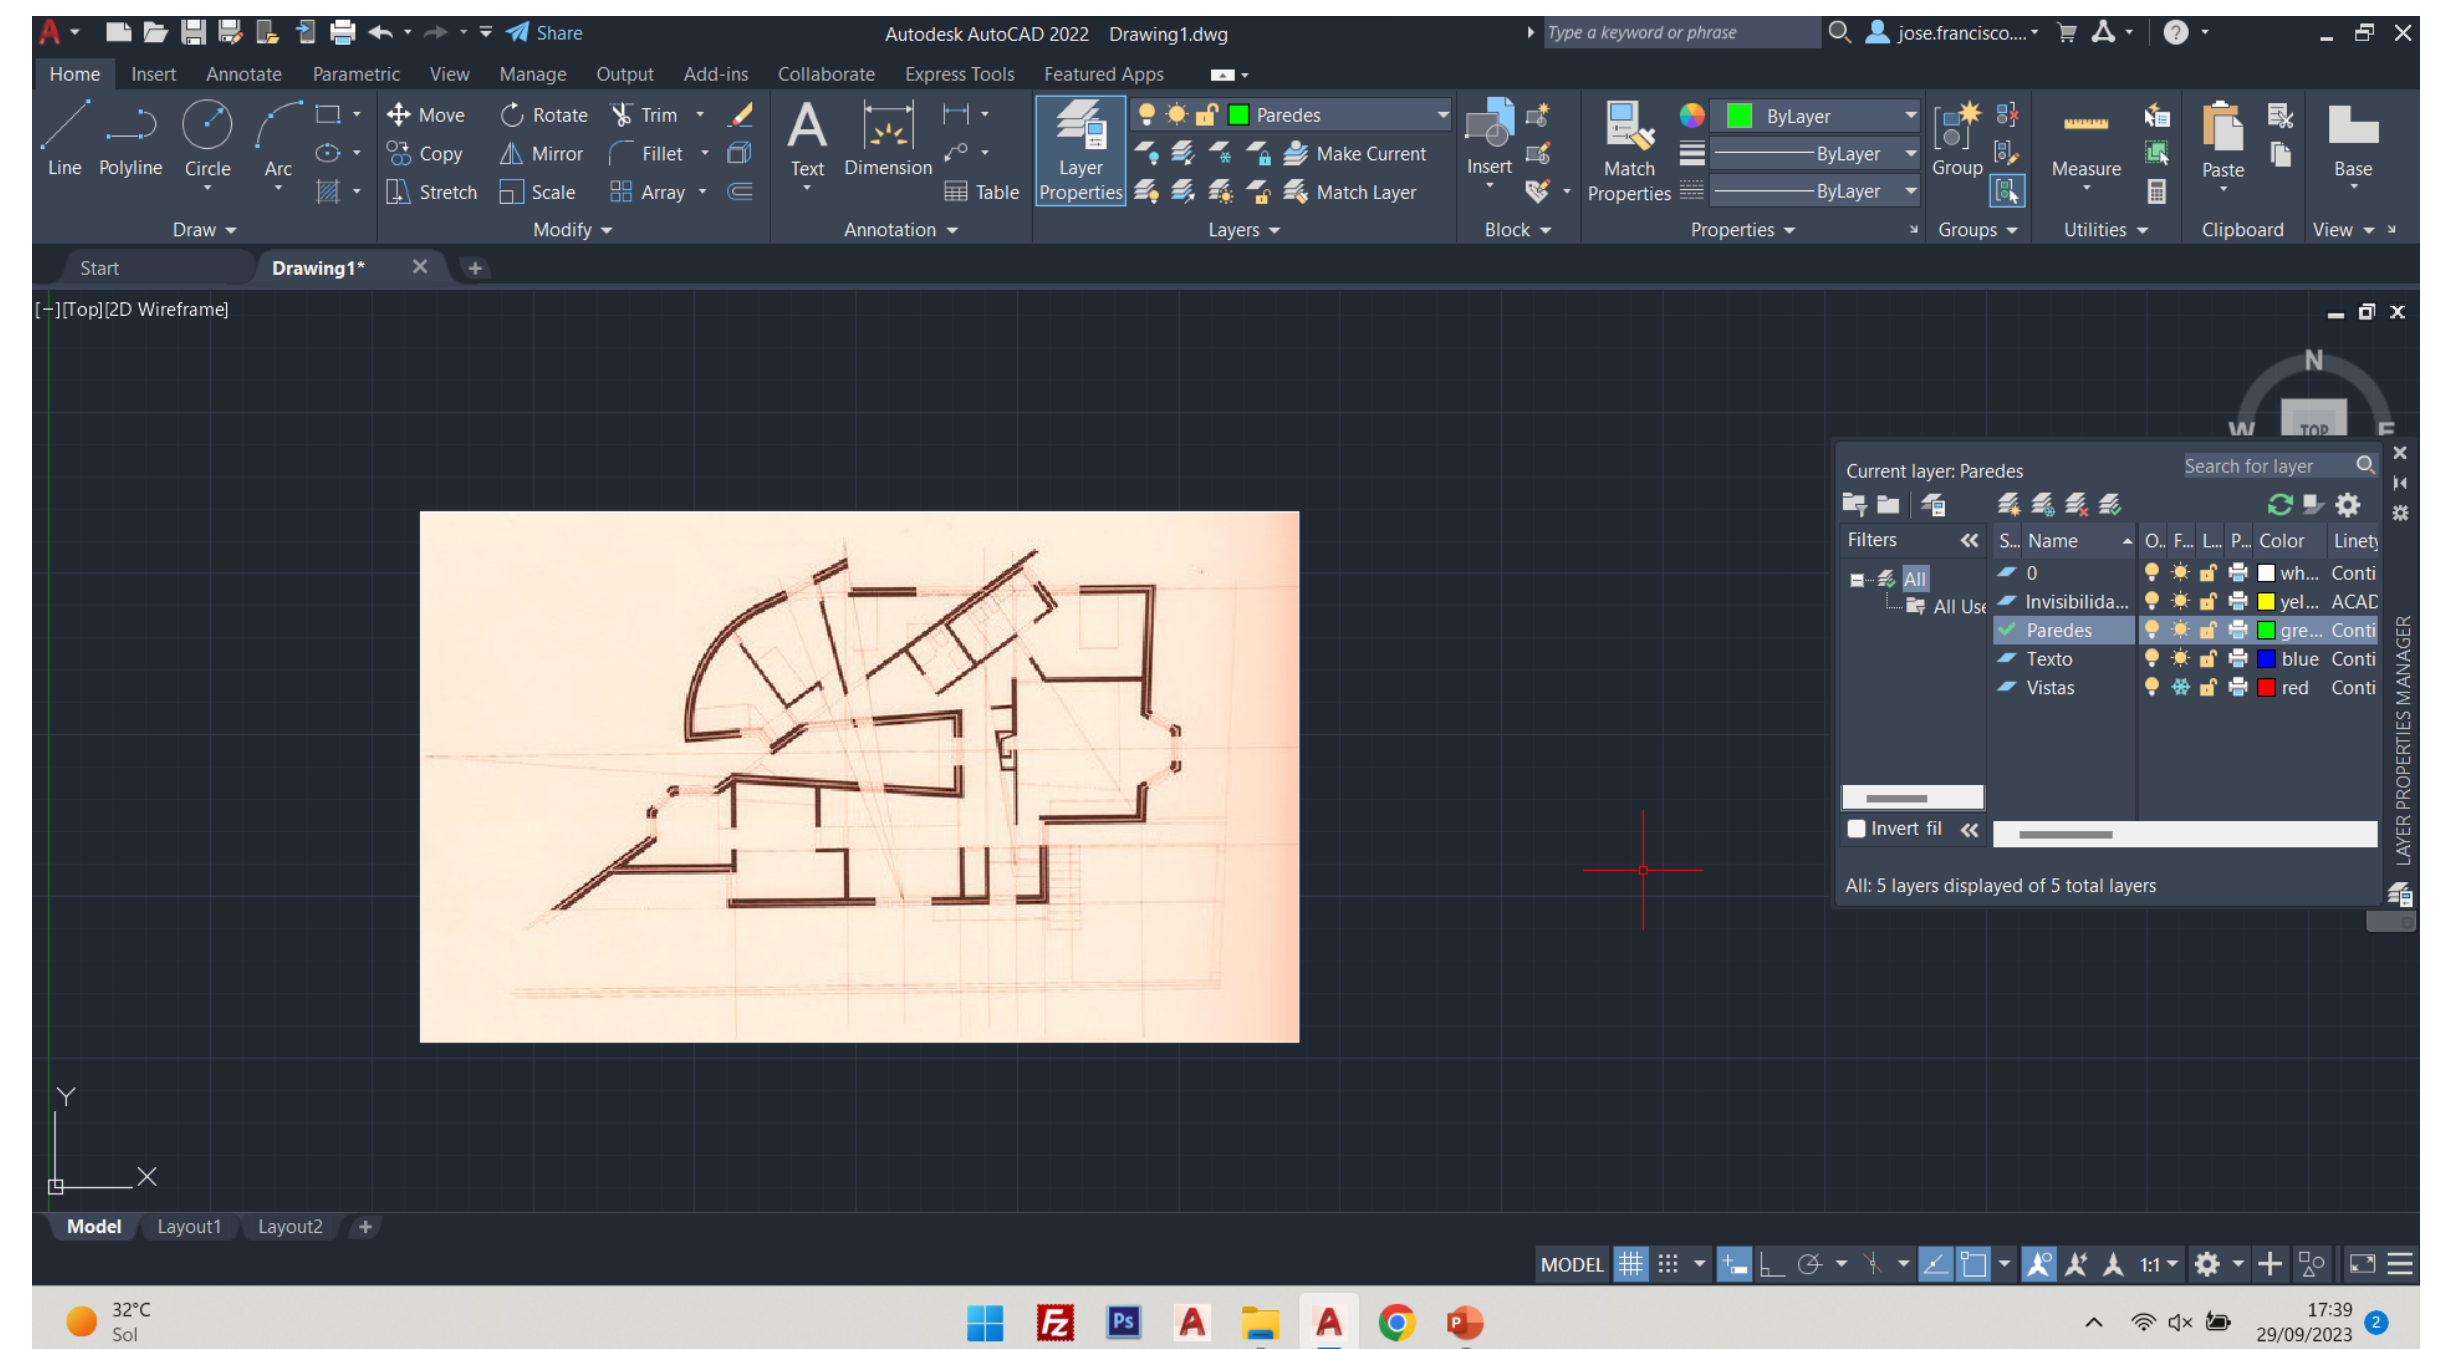 Share
Autodesk AutoCAD 2022 Drawing1.dwg
Type a keyword or phrase
jose.francisco....
Home Insert Annotate Parametric View Manage Output Add-ins Collaborate Express Tools Featured Apps
Line Polyline Circle Arc
Draw
Move Rotate Trim
Copy Mirror Fillet
Stretch Scale Array
Modify
Text Dimension
Table
Annotation
Layer Properties
Paredes
Make Current
Match Layer
Layers
Insert
Block
Match Properties
ByLayer
ByLayer
ByLayer
Properties
Group
Groups
Measure
Utilities
Paste
Clipboard
Base
View
Start Drawing1*
[−][Top][2D Wireframe]
N
W TOP E
Current layer: Paredes
Search for layer
Filters
S... Name O.. F... L... P... Color Linety
All
All Use
0 wh... Conti
Invisibilida... yel... ACAD
Paredes gre... Conti
Texto blue Conti
Vistas red Conti
Invert fil
All: 5 layers displayed of 5 total layers
LAYER PROPERTIES MANAGER
Y
X
Model Layout1 Layout2
MODEL 1:1
32°C
Sol
Ps
17:39
29/09/2023 2